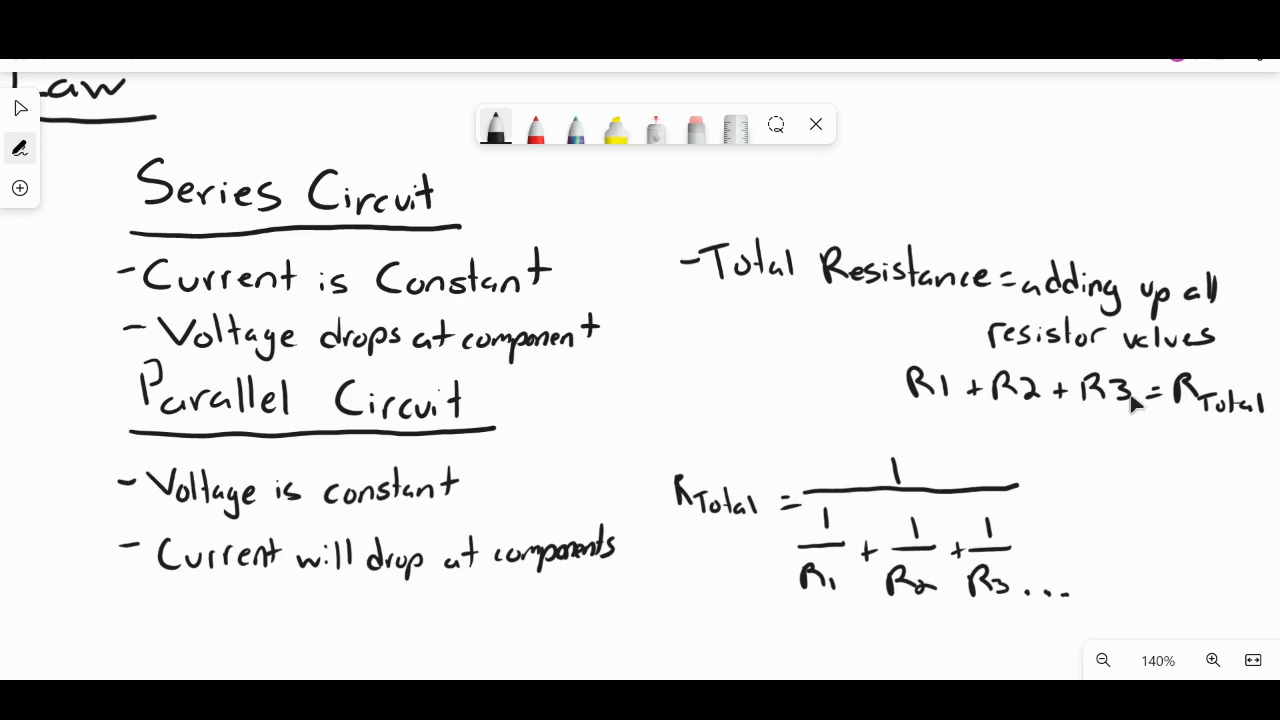 Law
Series Circuit
- Current is Constant
- Voltage drops at component
- Total Resistance = adding up all
resistor values
R1 + R2 + R3 = RTotal
Parallel Circuit
- Voltage is constant
- Current will drop at components
RTotal = 1
1 + 1 + 1
R1 R2 R3 ...
140%